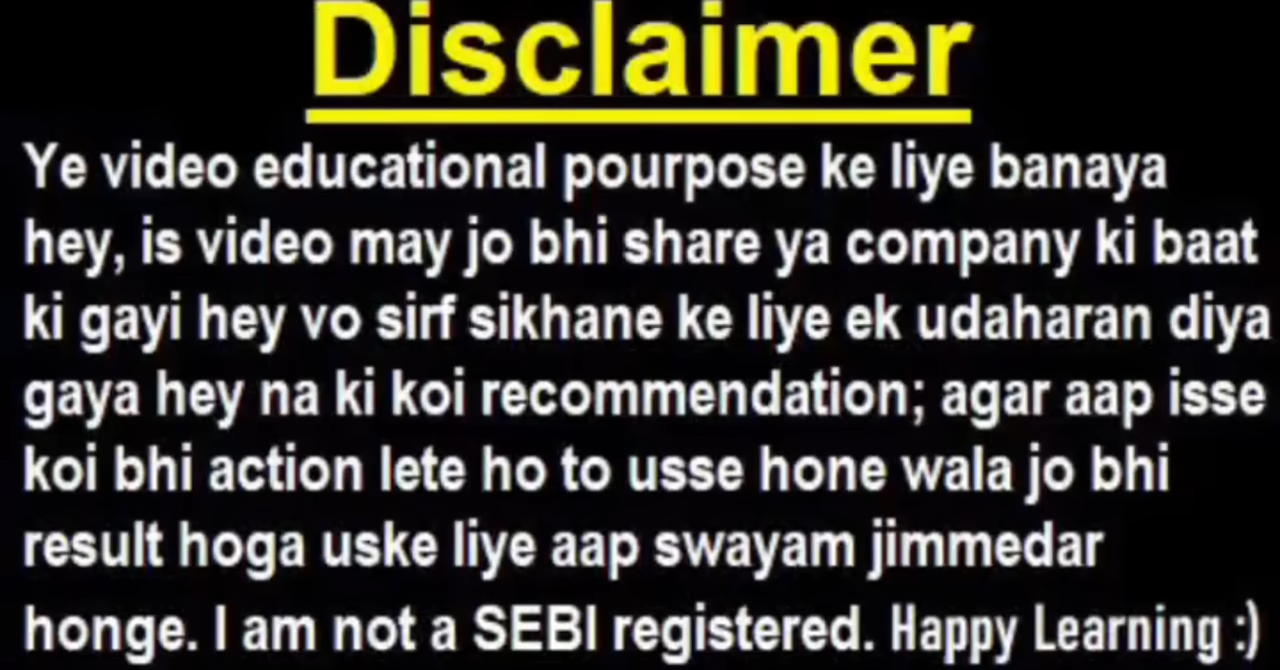 Disclaimer
Ye video educational pourpose ke liye banaya
hey, is video may jo bhi share ya company ki baat
ki gayi hey vo sirf sikhane ke liye ek udaharan diya
gaya hey na ki koi recommendation; agar aap isse
koi bhi action lete ho to usse hone wala jo bhi
result hoga uske liye aap swayam jimmedar
honge. I am not a SEBI registered. Happy Learning :)